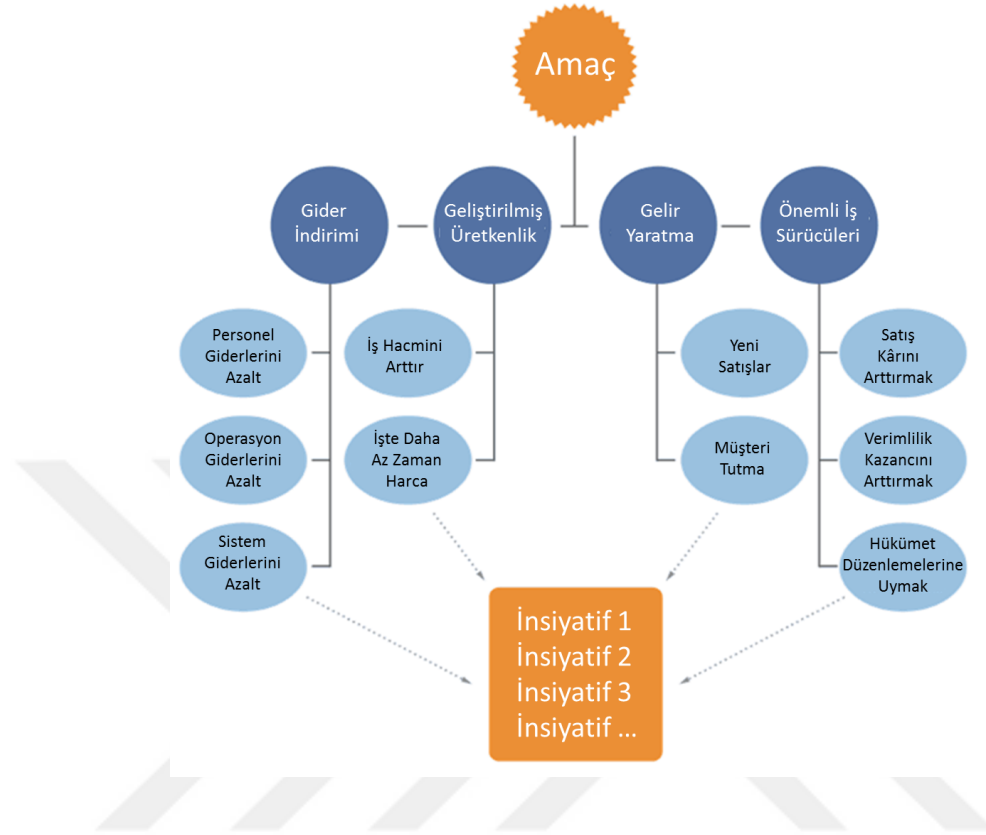 Amaç
Gider
İndirimi
Geliştirilmiş
Üretkenlik
Gelir
Yaratma
Önemli İş
Sürücüleri
Personel
Giderlerini
Azalt
Operasyon
Giderlerini
Azalt
Sistem
Giderlerini
Azalt
İş Hacmini
Arttır
İşte Daha
Az Zaman
Harca
Yeni
Satışlar
Müşteri
Tutma
Satış
Kârını
Arttırmak
Verimlilik
Kazancını
Arttırmak
Hükümet
Düzenlemelerine
Uymak
İnsiyatif 1
İnsiyatif 2
İnsiyatif 3
İnsiyatif ...